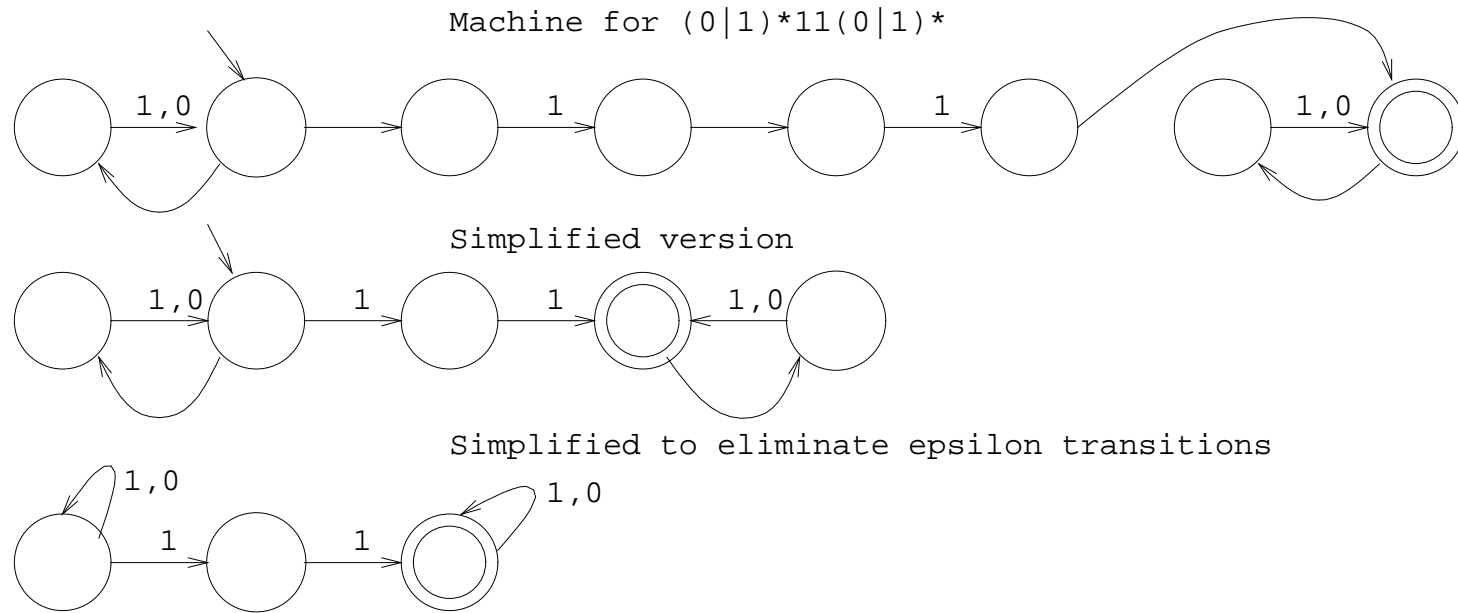 Machine for (0|1)*11(0|1)*
1,0 1 1 1,0
Simplified version
1,0 1 1 1,0
Simplified to eliminate epsilon transitions
1,0 1,0
1 1